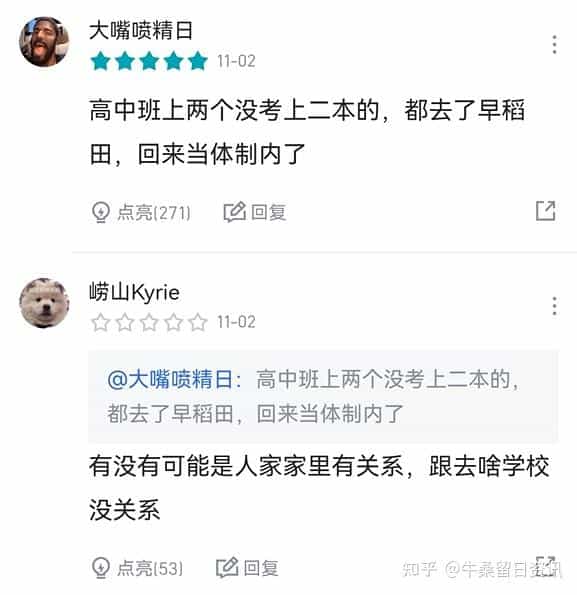 大嘴喷精日
11-02
高中班上两个没考上二本的，都去了早稻
田，回来当体制内了
点亮(271) 回复
崂山Kyrie
11-02
@大嘴喷精日：高中班上两个没考上二本的，
都去了早稻田，回来当体制内了
有没有可能是人家家里有关系，跟去啥学校
没关系
点亮(53) 回复
知乎 @牛桑留日资讯